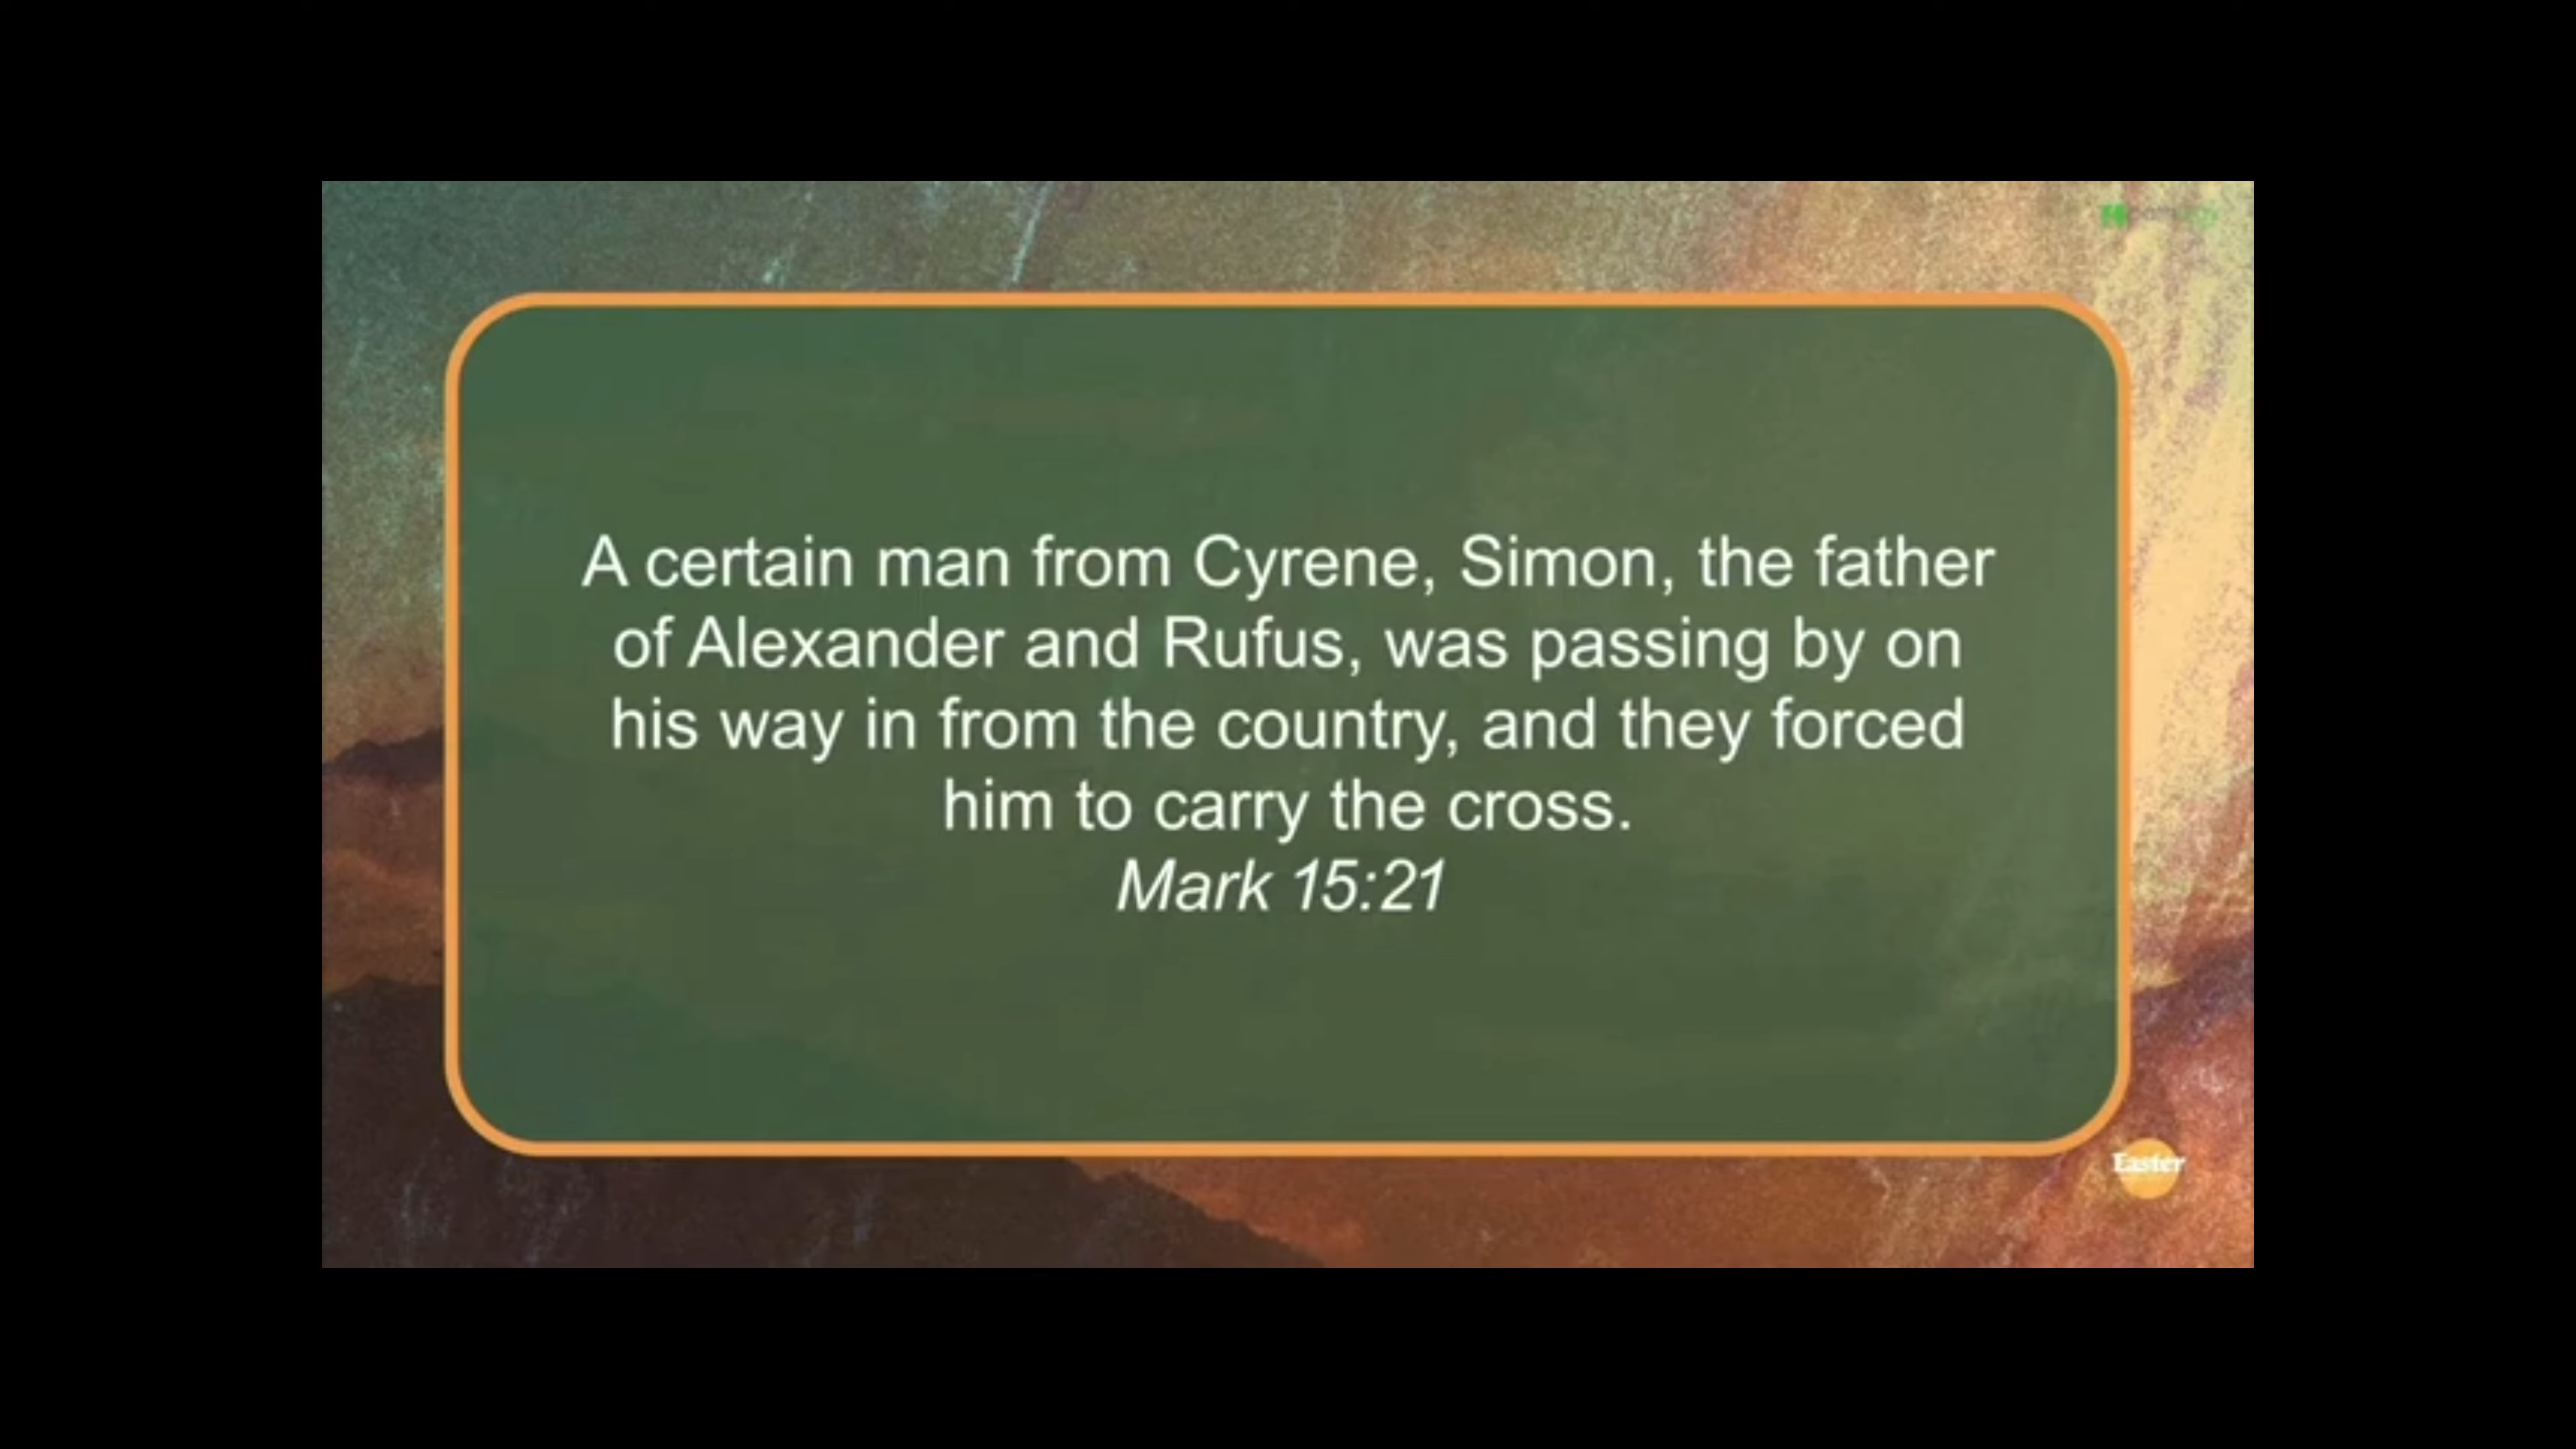 A certain man from Cyrene, Simon, the father
of Alexander and Rufus, was passing by on
his way in from the country, and they forced
him to carry the cross.
Mark 15:21
Easter